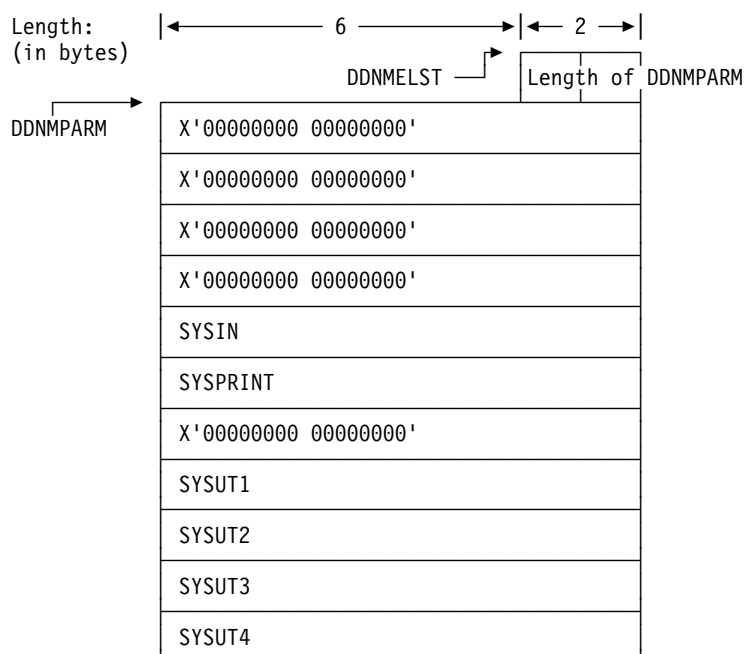 Length: 6 2
(in bytes)
DDNMELST Length of DDNMPARM
DDNMPARM
X'00000000 00000000'
X'00000000 00000000'
X'00000000 00000000'
X'00000000 00000000'
SYSIN
SYSPRINT
X'00000000 00000000'
SYSUT1
SYSUT2
SYSUT3
SYSUT4